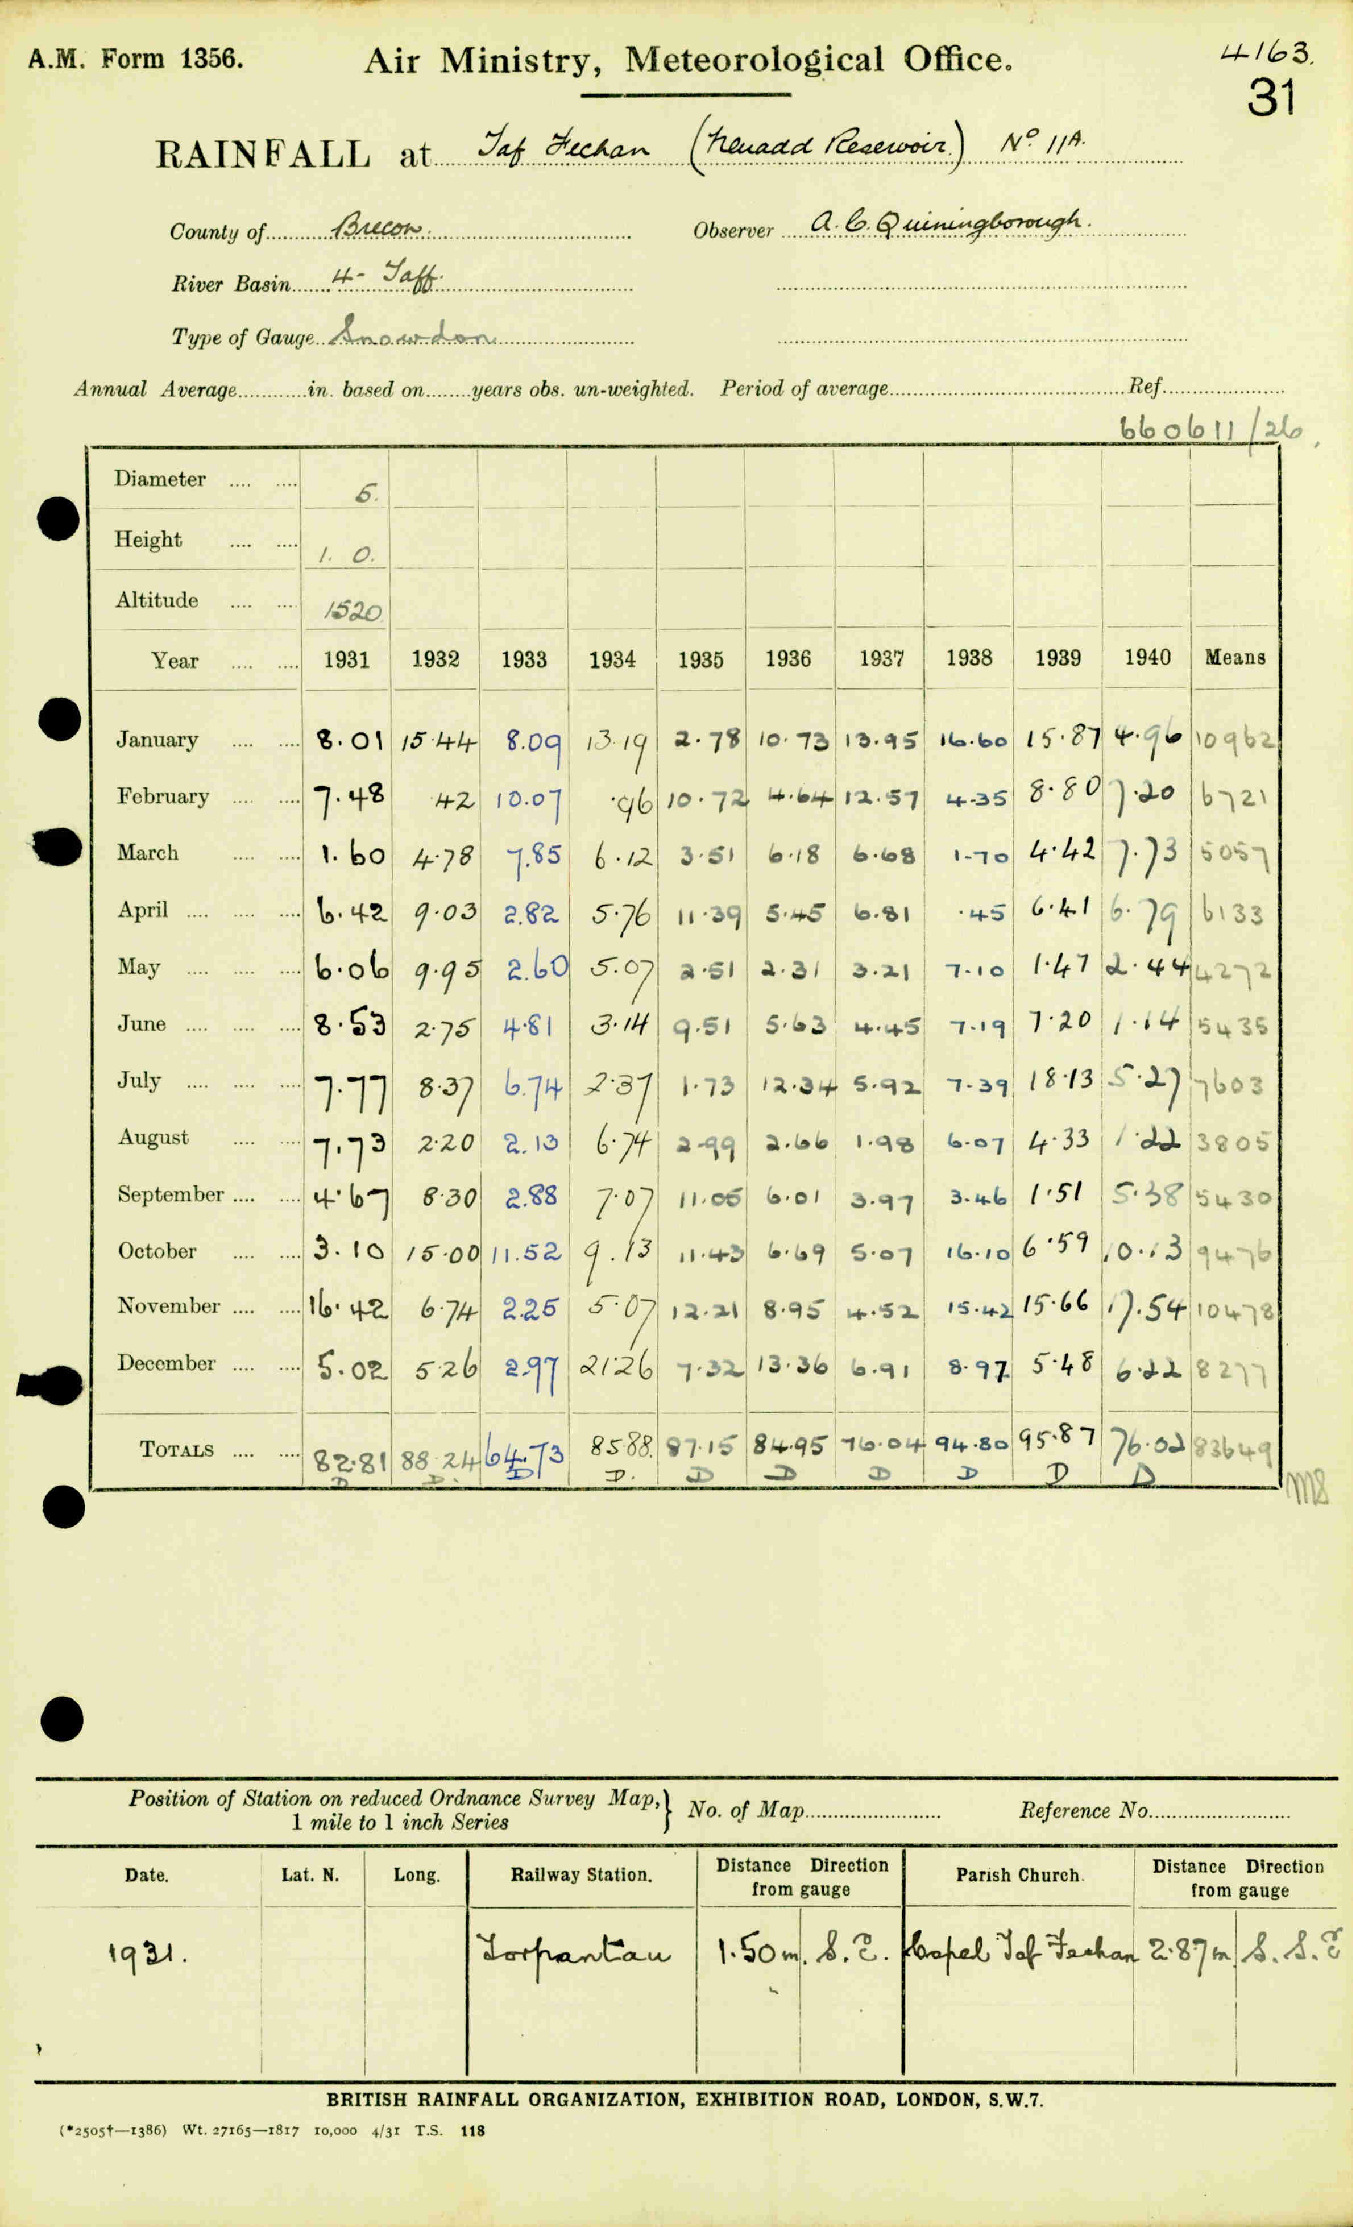 A.M. Form 1356.
Air Ministry, Meteorological Office.
4163.
31
RAINFALL at Taf Fechan (Neuadd Reservoir.) No 11A.
County of Brecon. Observer A. C. Quiningborough.
River Basin 4- Taff.
Type of Gauge Snowdon
Annual Average in. based on years obs. un-weighted. Period of average Ref.
660611/26.
Diameter 5.
Height 1. 0.
Altitude 1520
Year 1931 1932 1933 1934 1935 1936 1937 1938 1939 1940 Means
January 8.01 15.44 8.09 13.19 2.78 10.73 13.95 16.60 15.87 4.96 10962
February 7.48 42 10.07 .96 10.72 4.64 12.57 4.35 8.80 7.20 6721
March 1.60 4.78 7.85 6.12 3.51 6.18 6.68 1.70 4.42 7.73 5057
April 6.42 9.03 2.82 5.76 11.39 5.45 6.81 .45 6.41 6.79 6133
May 6.06 9.95 2.60 5.07 2.51 2.31 3.21 7.10 1.47 2.44 4272
June 8.53 2.75 4.81 3.14 9.51 5.63 4.45 7.19 7.20 1.14 5435
July 7.77 8.37 6.74 2.37 1.73 12.34 5.92 7.39 18.13 5.27 7603
August 7.73 2.20 2.13 6.74 2.99 2.66 1.98 6.07 4.33 1.22 3805
September 4.67 8.30 2.88 7.07 11.05 6.01 3.97 3.46 1.51 5.38 5430
October 3.10 15.00 11.52 9.13 11.43 6.69 5.07 16.10 6.59 10.13 9476
November 16.42 6.74 2.25 5.07 12.21 8.95 4.52 15.42 15.66 17.54 10478
December 5.02 5.26 2.97 21.26 7.32 13.36 6.91 8.97 5.48 6.22 8277
TOTALS 82.81 88.24 64.73 85.88. 87.15 84.95 76.04 94.80 95.87 76.02 83649
D D. D D. D D D D D D
Position of Station on reduced Ordnance Survey Map,} No. of Map Reference No.
1 mile to 1 inch Series
Date. Lat. N. Long. Railway Station. Distance Direction from gauge Parish Church. Distance Direction from gauge
1931. Torpantau 1.50m. S.E. Capel Taf Fechan 2.87m S.S.E
BRITISH RAINFALL ORGANIZATION, EXHIBITION ROAD, LONDON, S.W.7.
(*2505†—1386) Wt. 27165—1817 10,000 4/31 T.S. 118